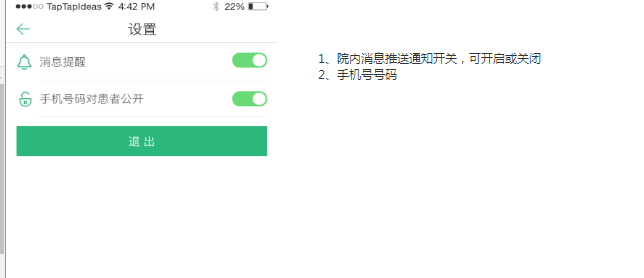 TapTapIdeas 4:42 PM 22%
设置
消息提醒
手机号码对患者公开
退出
1、院内消息推送通知开关，可开启或关闭
2、手机号号码